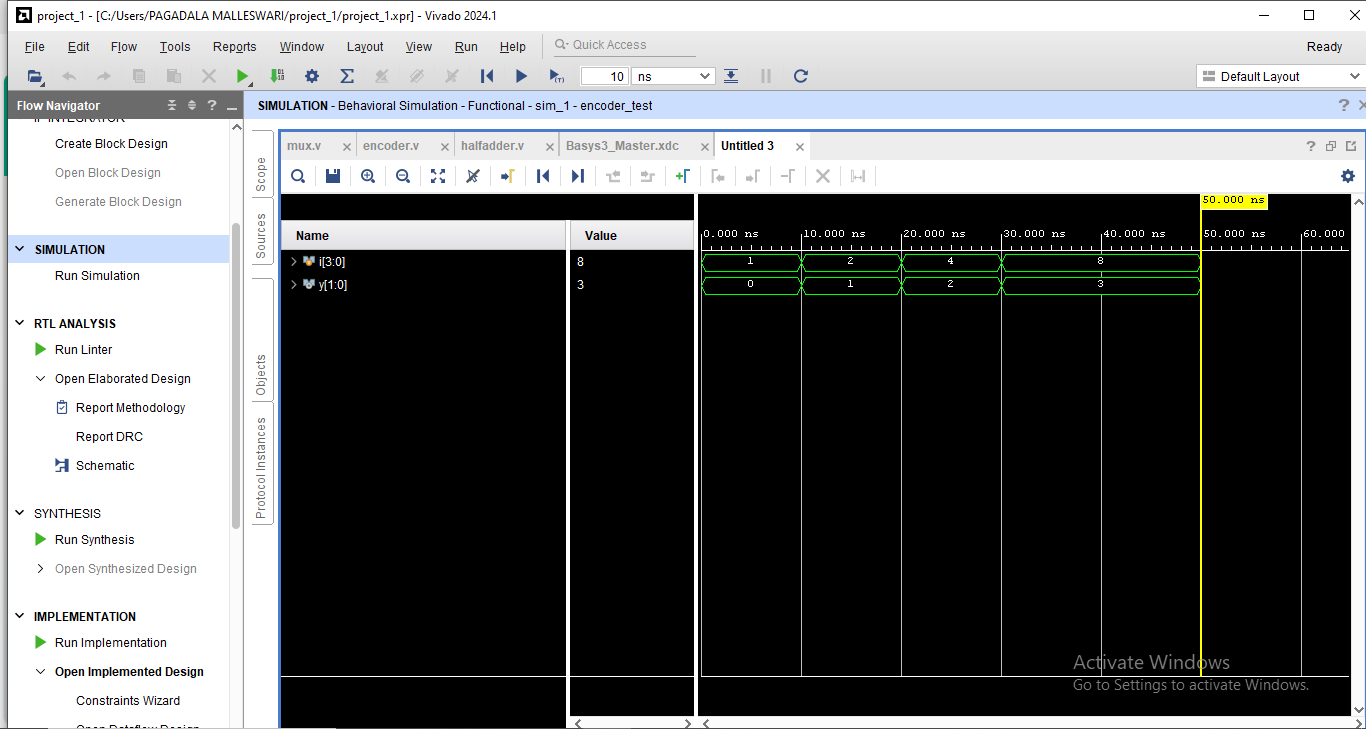 project_1 - [C:/Users/PAGADALA MALLESWARI/project_1/project_1.xpr] - Vivado 2024.1
File Edit Flow Tools Reports Window Layout View Run Help Quick Access Ready
10 ns Default Layout
Flow Navigator
IP INTEGRATOR
Create Block Design
Open Block Design
Generate Block Design
SIMULATION
Run Simulation
RTL ANALYSIS
Run Linter
Open Elaborated Design
Report Methodology
Report DRC
Schematic
SYNTHESIS
Run Synthesis
Open Synthesized Design
IMPLEMENTATION
Run Implementation
Open Implemented Design
Constraints Wizard
Open Dataflow Design
SIMULATION - Behavioral Simulation - Functional - sim_1 - encoder_test
Scope
Sources
Objects
Protocol Instances
mux.v encoder.v halfadder.v Basys3_Master.xdc Untitled 3
50.000 ns
Name Value 0.000 ns 10.000 ns 20.000 ns 30.000 ns 40.000 ns 50.000 ns 60.000
i[3:0] 8 1 2 4 8
y[1:0] 3 0 1 2 3
Activate Windows
Go to Settings to activate Windows.